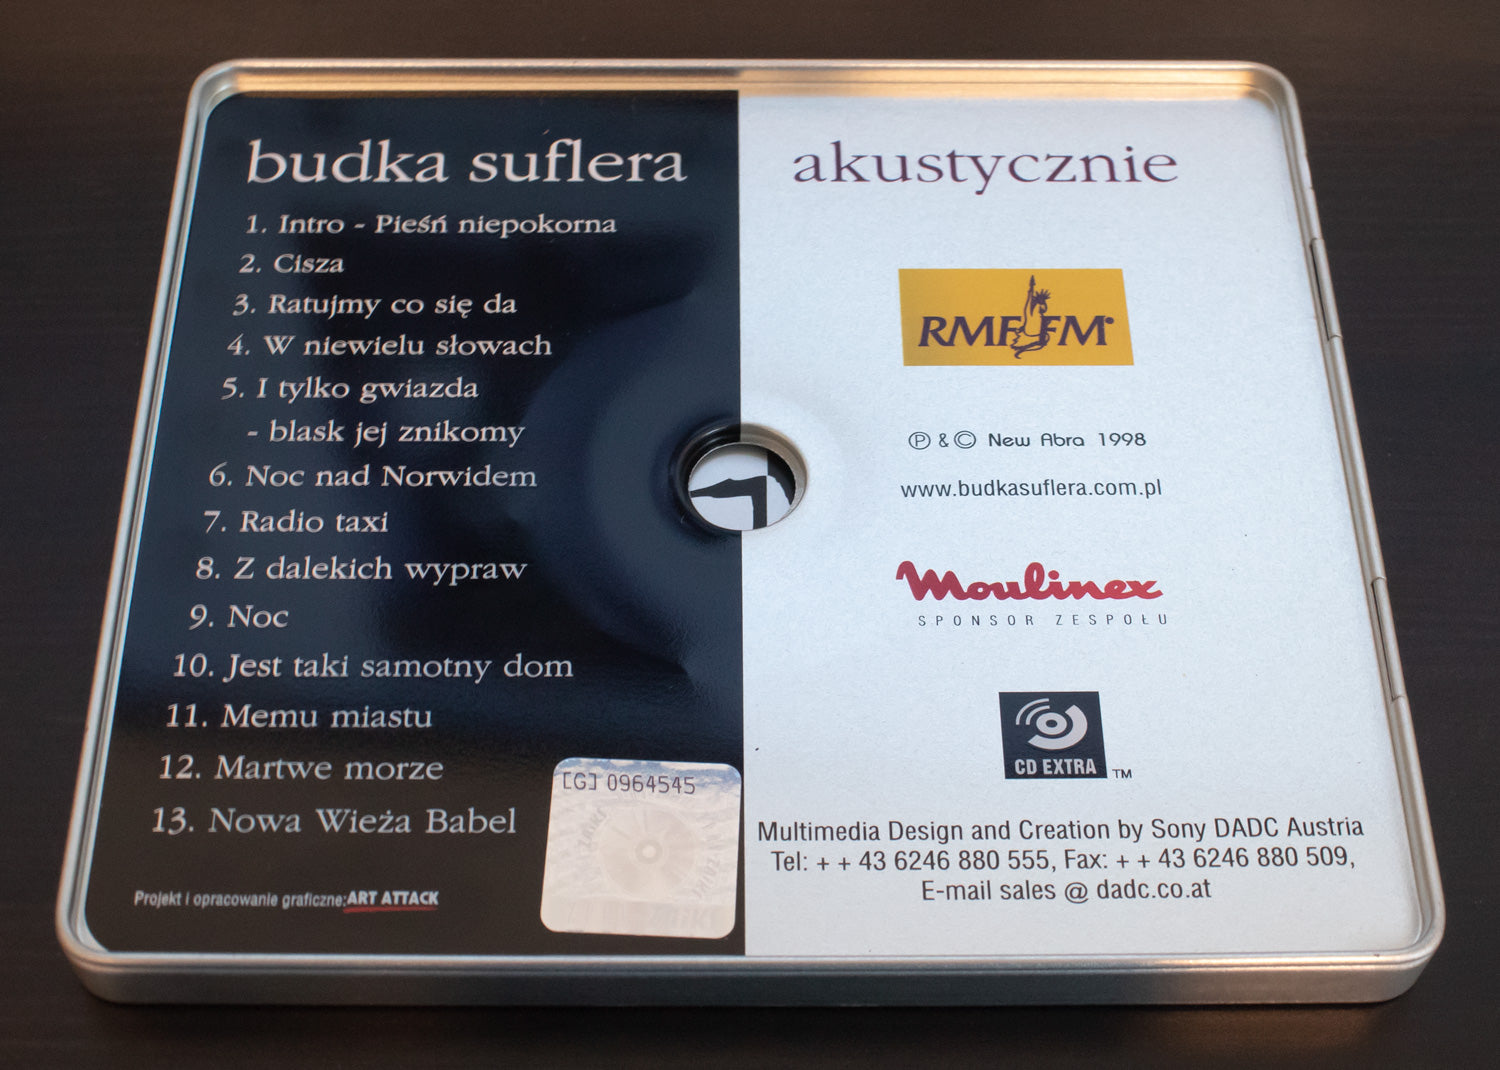 budka suflera
1. Intro - Pieśń niepokorna
2. Cisza
3. Ratujmy co się da
4. W niewielu słowach
5. I tylko gwiazda
- blask jej znikomy
6. Noc nad Norwidem
7. Radio taxi
8. Z dalekich wypraw
9. Noc
10. Jest taki samotny dom
11. Memu miastu
12. Martwe morze
13. Nowa Wieża Babel
Projekt i opracowanie graficzne:ART ATTACK
[G] 0964545
akustycznie
RMF FM
Ⓟ & © New Abra 1998
www.budkasuflera.com.pl
Moulinex
SPONSOR ZESPOŁU
CD EXTRA TM
Multimedia Design and Creation by Sony DADC Austria
Tel: + + 43 6246 880 555, Fax: + + 43 6246 880 509,
E-mail sales @ dadc.co.at